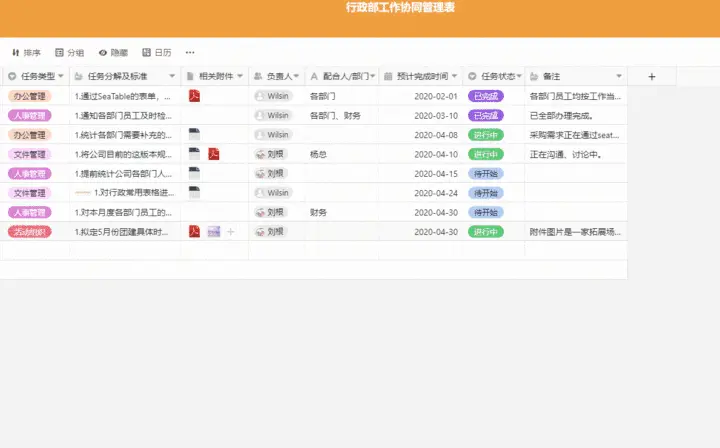 行政部工作协同管理表
排序 分组 隐藏 日历 ...
任务类型 任务分解及标准 相关附件 负责人 配合人/部门 预计完成时间 任务状态 备注 +
办公管理 1.通过SeaTable的表单，... Wilsin 各部门 2020-02-01 已完成 各部门员工均按工作当...
人事管理 1.通知各部门员工及时检... Wilsin 各部门、财务 2020-03-10 已完成 已全部办理完成。
办公管理 1.统计各部门需要补充的... Wilsin 2020-04-08 进行中 采购需求正在通过seat...
文件管理 1.将公司目前的这版本规... 刘根 杨总 2020-04-10 进行中 正在沟通、讨论中。
人事管理 1.提前统计公司各部门人... 刘根 2020-04-15 待开始
文件管理 1.对行政常用表格进... Wilsin 2020-04-24 待开始
人事管理 1.对本月度各部门员工的... 刘根 财务 2020-04-30 待开始
活动组织 1.拟定5月份团建具体时... + 刘根 2020-04-30 进行中 附件图片是一家拓展场...